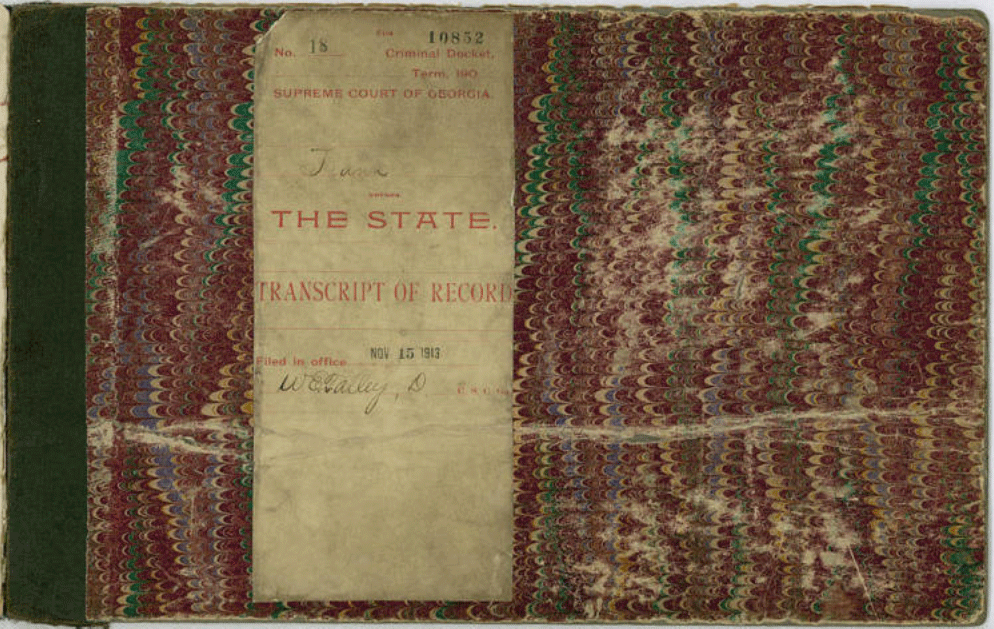 10852
No. 18 Criminal Docket,
Term, 190
SUPREME COURT OF GEORGIA.
Frank
versus
THE STATE.
TRANSCRIPT OF RECORD
Filed in office NOV 15 1913
D C. S. C. Ga.